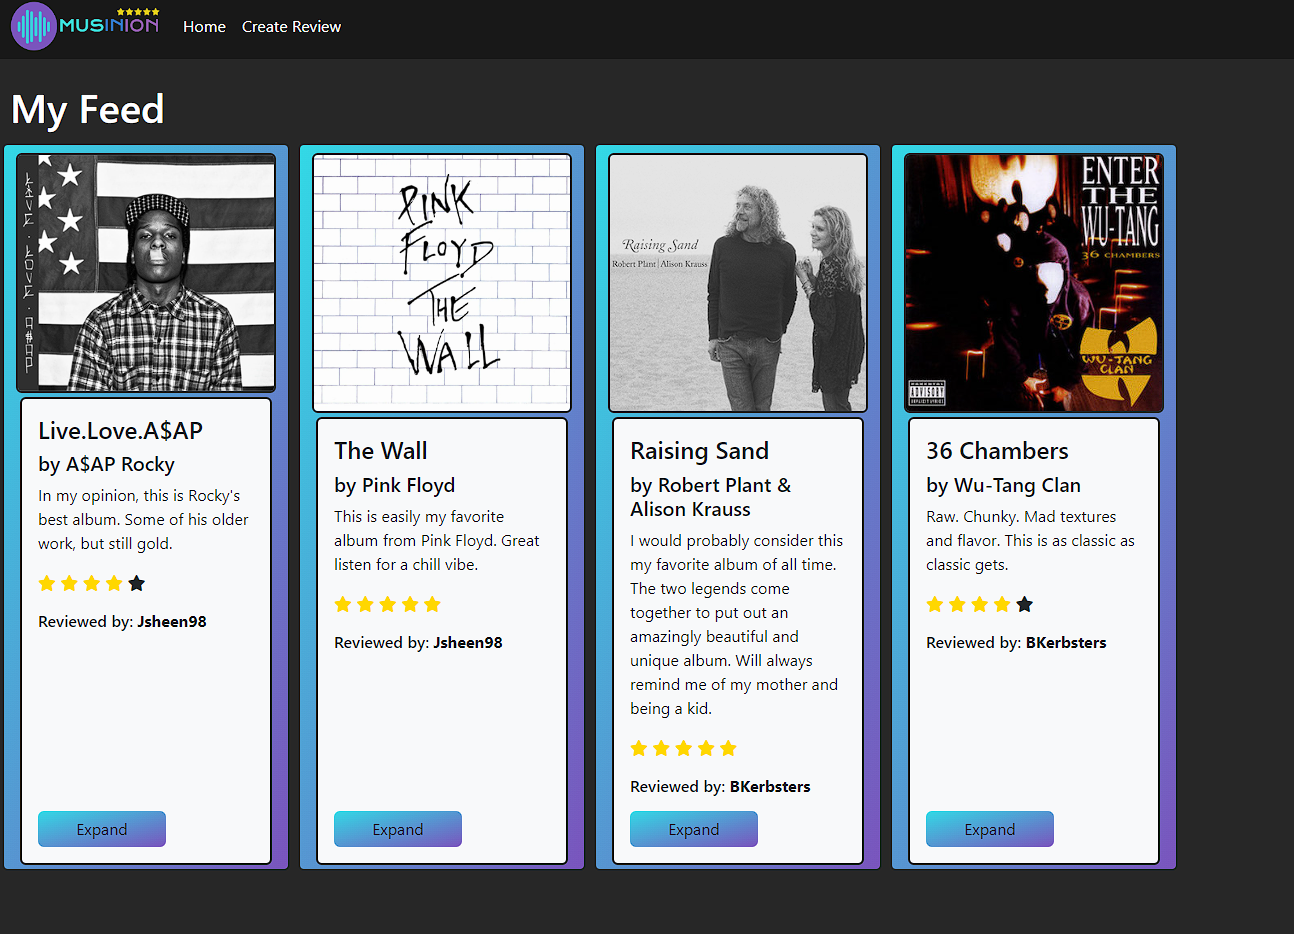 MUSINION
Home
Create Review
My Feed
LIVE. LOVE. A$AP
Live.Love.A$AP
by A$AP Rocky
In my opinion, this is Rocky's
best album. Some of his older
work, but still gold.
Reviewed by: Jsheen98
Expand
PINK
FLOYD
THE
WALL
The Wall
by Pink Floyd
This is easily my favorite
album from Pink Floyd. Great
listen for a chill vibe.
Reviewed by: Jsheen98
Expand
Raising Sand
Robert Plant | Alison Krauss
Raising Sand
by Robert Plant &
Alison Krauss
I would probably consider this
my favorite album of all time.
The two legends come
together to put out an
amazingly beautiful and
unique album. Will always
remind me of my mother and
being a kid.
Reviewed by: BKerbsters
Expand
ENTER
THE
WU-TANG
36 CHAMBERS
WU-TANG
CLAN
PARENTAL
ADVISORY
EXPLICIT LYRICS
36 Chambers
by Wu-Tang Clan
Raw. Chunky. Mad textures
and flavor. This is as classic as
classic gets.
Reviewed by: BKerbsters
Expand